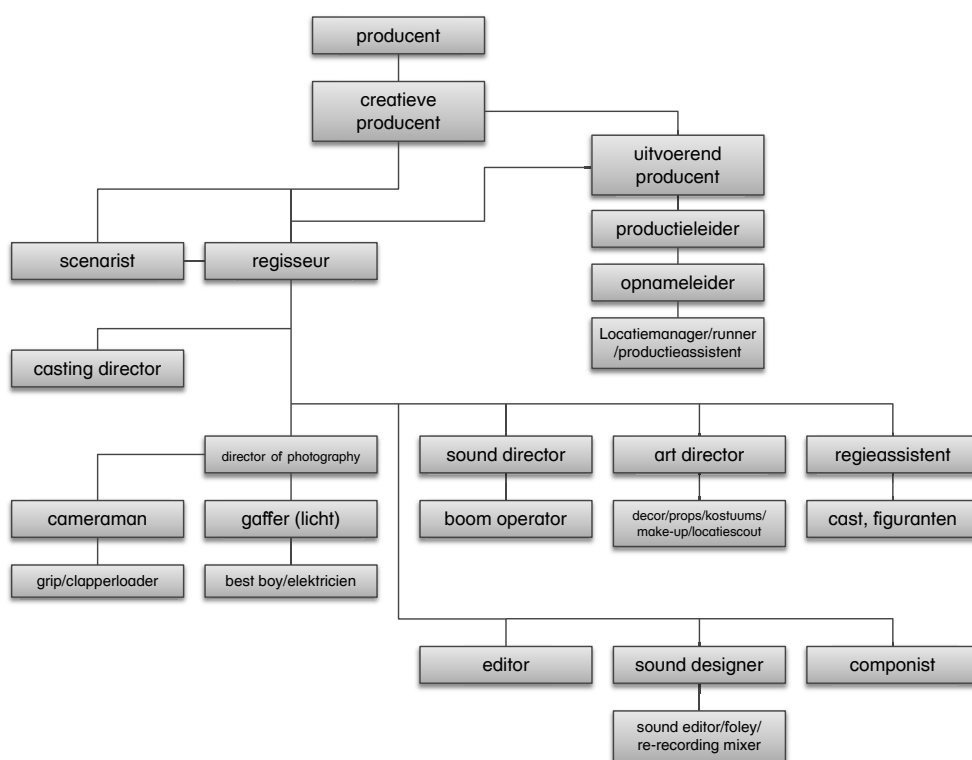 producent
creatieve
producent
uitvoerend
producent
productieleider
scenarist
regisseur
opnameleider
Locatiemanager/runner
/productieassistent
casting director
director of photography
sound director
art director
regieassistent
cameraman
gaffer (licht)
boom operator
decor/props/kostuums/
make-up/locatiescout
cast, figuranten
grip/clapperloader
best boy/elektricien
editor
sound designer
componist
sound editor/foley/
re-recording mixer